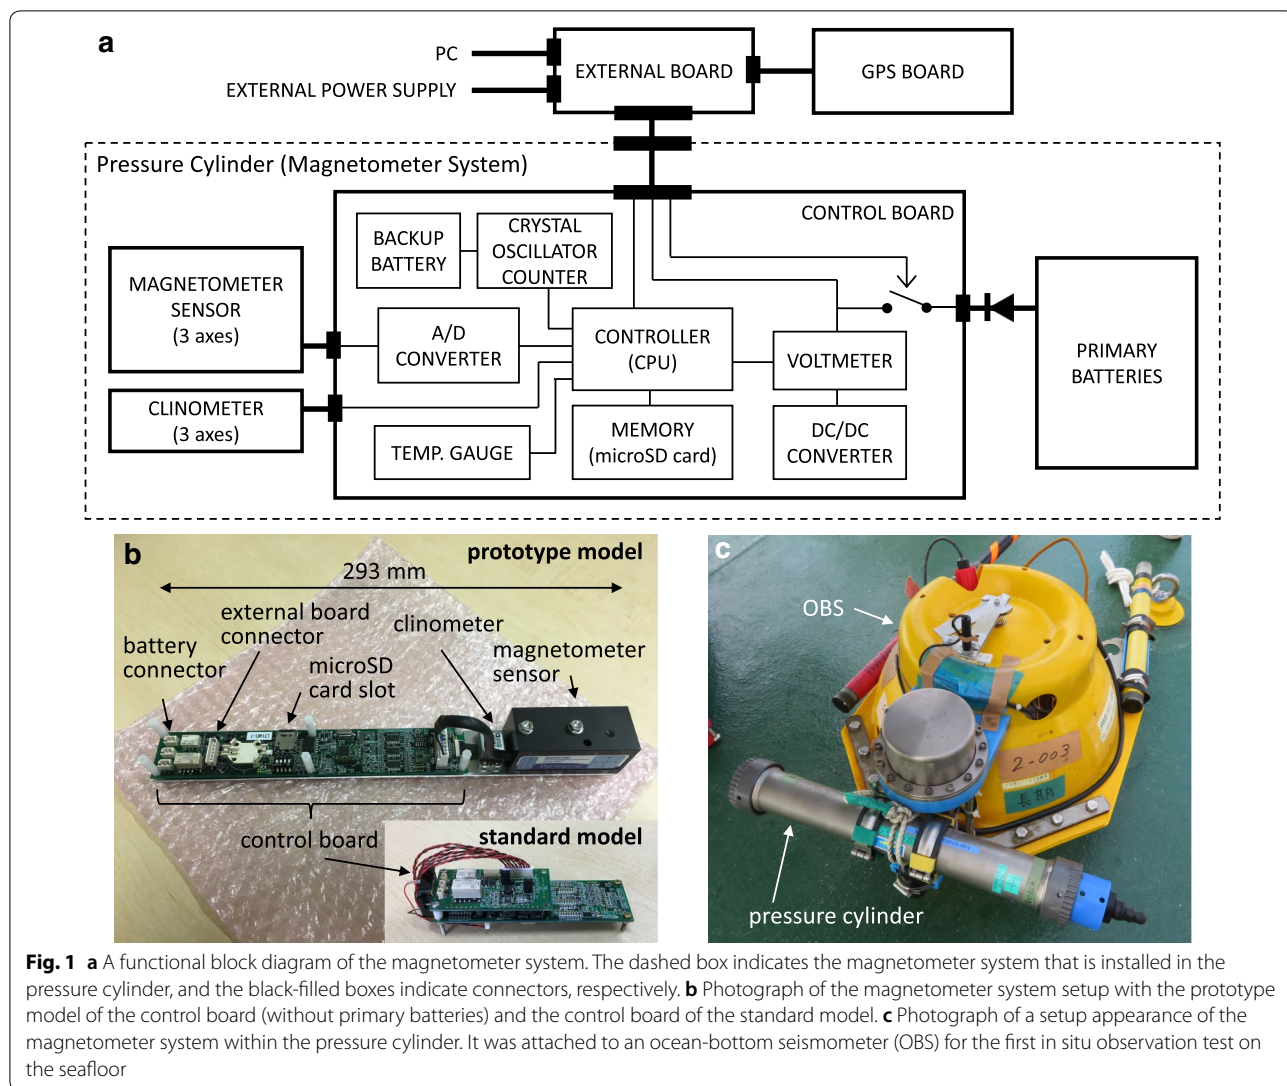 a
PC
EXTERNAL POWER SUPPLY
EXTERNAL BOARD
GPS BOARD
Pressure Cylinder (Magnetometer System)
CONTROL BOARD
BACKUP
BATTERY
CRYSTAL
OSCILLATOR
COUNTER
MAGNETOMETER
SENSOR
(3 axes)
A/D
CONVERTER
CONTROLLER
(CPU)
VOLTMETER
PRIMARY
BATTERIES
CLINOMETER
(3 axes)
TEMP. GAUGE
MEMORY
(microSD card)
DC/DC
CONVERTER
b
prototype model
293 mm
external board
connector
clinometer
battery
connector
microSD
card slot
magnetometer
sensor
control board
standard model
c
OBS
2-003
pressure cylinder
Fig. 1 a A functional block diagram of the magnetometer system. The dashed box indicates the magnetometer system that is installed in the
pressure cylinder, and the black-filled boxes indicate connectors, respectively. b Photograph of the magnetometer system setup with the prototype
model of the control board (without primary batteries) and the control board of the standard model. c Photograph of a setup appearance of the
magnetometer system within the pressure cylinder. It was attached to an ocean-bottom seismometer (OBS) for the first in situ observation test on
the seafloor